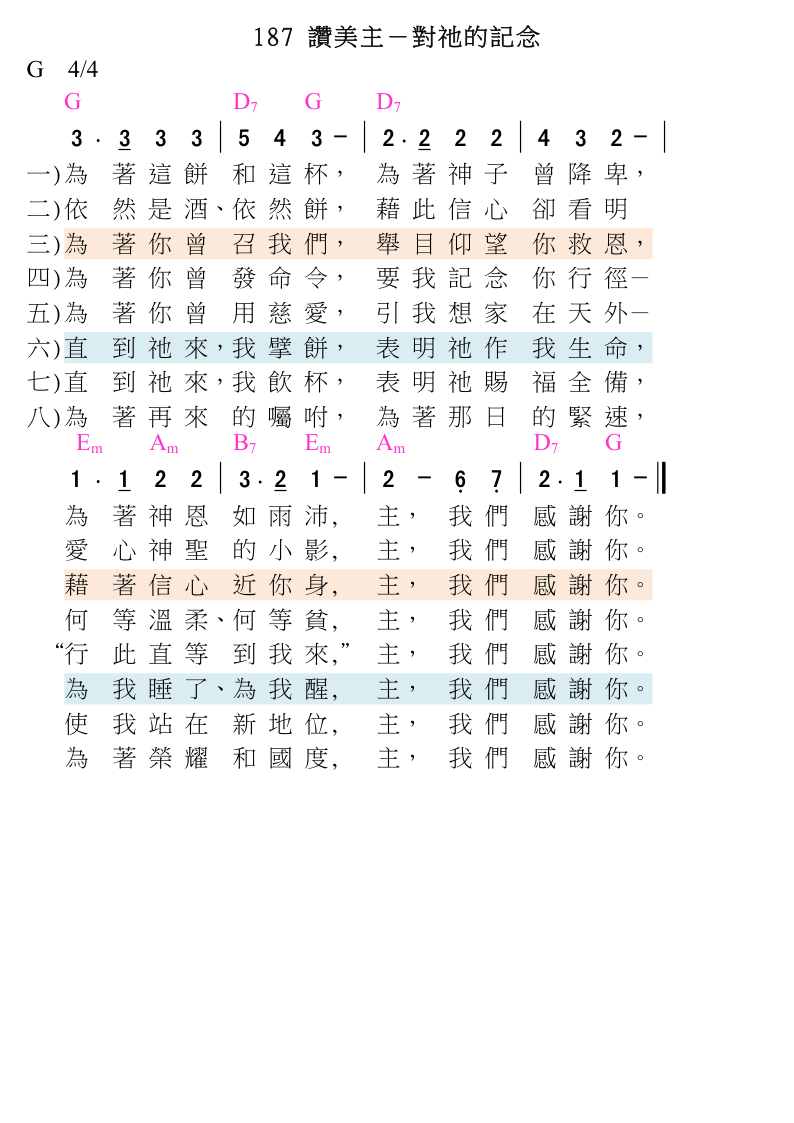 187 讚美主－對祂的記念
G 4/4
G D7 G D7
3 · 3 3 3 | 5 4 3 － | 2 · 2 2 2 | 4 3 2 － |
一)為 著 這 餅 和 這 杯， 為 著 神 子 曾 降 卑，
二)依 然 是 酒、依 然 餅， 藉 此 信 心 卻 看 明
三)為 著 你 曾 召 我 們， 舉 目 仰 望 你 救 恩，
四)為 著 你 曾 發 命 令， 要 我 記 念 你 行 徑－
五)為 著 你 曾 用 慈 愛， 引 我 想 家 在 天 外－
六)直 到 祂 來，我 擘 餅， 表 明 祂 作 我 生 命，
七)直 到 祂 來，我 飲 杯， 表 明 祂 賜 福 全 備，
八)為 著 再 來 的 囑 咐， 為 著 那 日 的 緊 速，
Em Am B7 Em Am D7 G
1 · 1 2 2 | 3 · 2 1 － | 2 － 6 7 | 2 · 1 1 － ‖
為 著 神 恩 如 雨 沛， 主， 我 們 感 謝 你。
愛 心 神 聖 的 小 影， 主， 我 們 感 謝 你。
藉 著 信 心 近 你 身， 主， 我 們 感 謝 你。
何 等 溫 柔、何 等 貧， 主， 我 們 感 謝 你。
“行 此 直 等 到 我 來，” 主， 我 們 感 謝 你。
為 我 睡 了、為 我 醒， 主， 我 們 感 謝 你。
使 我 站 在 新 地 位， 主， 我 們 感 謝 你。
為 著 榮 耀 和 國 度， 主， 我 們 感 謝 你。